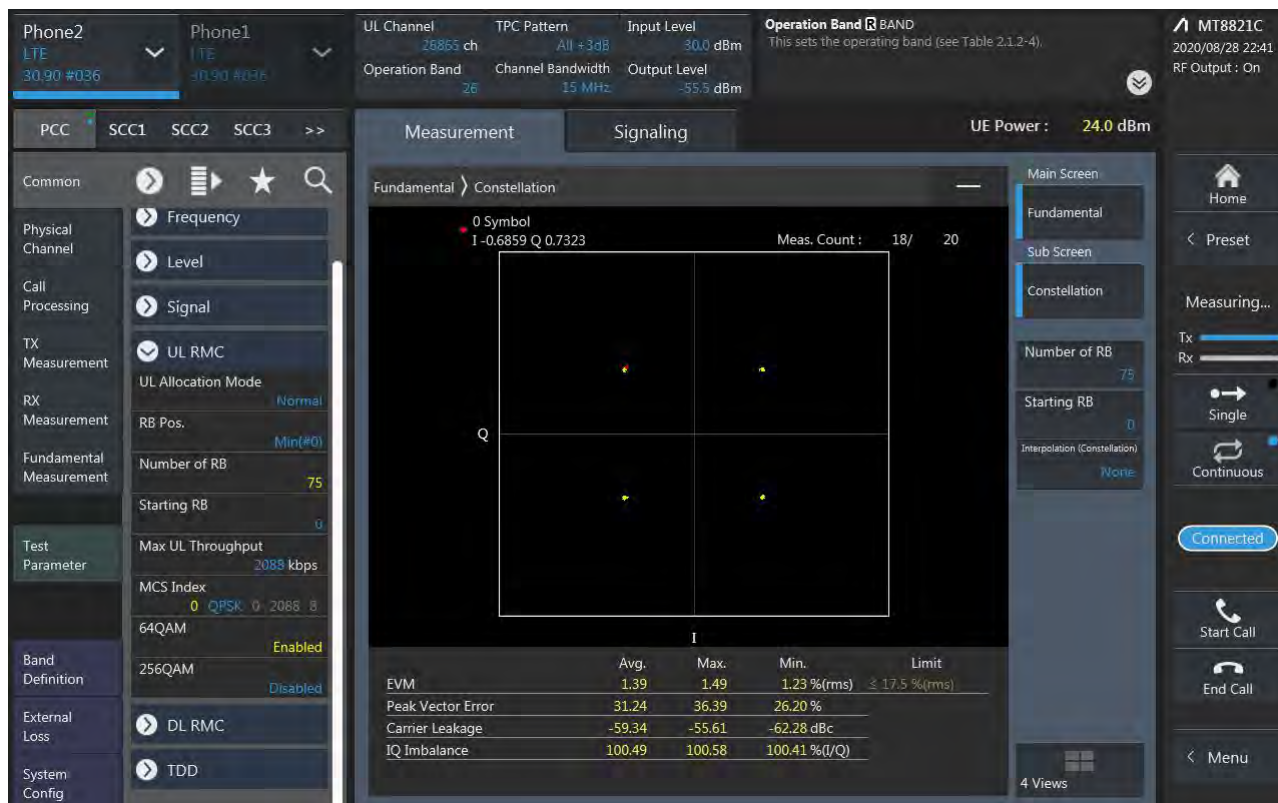 Phone2
LTE
30.90 #036
Phone1
LTE
30.90 #036
UL Channel
26865 ch
TPC Pattern
All +3dB
Input Level
30.0 dBm
Operation Band
26
Channel Bandwidth
15 MHz
Output Level
-55.5 dBm
Operation Band R BAND
This sets the operating band (see Table 2.1.2-4).
MT8821C
2020/08/28 22:41
RF Output : On
PCC SCC1 SCC2 SCC3 >>
Measurement
Signaling
UE Power : 24.0 dBm
Common
Physical
Channel
Call
Processing
TX
Measurement
RX
Measurement
Fundamental
Measurement
Test
Parameter
Band
Definition
External
Loss
System
Config
Frequency
Level
Signal
UL RMC
UL Allocation Mode
Normal
RB Pos.
Min(#0)
Number of RB
75
Starting RB
0
Max UL Throughput
2088 kbps
MCS Index
0 QPSK 0 2088 8
64QAM
Enabled
256QAM
Disabled
DL RMC
TDD
Fundamental 〉 Constellation
0 Symbol
I -0.6859 Q 0.7323
Meas. Count : 18/ 20
Q
I
Avg. Max. Min. Limit
EVM 1.39 1.49 1.23 %(rms) ≤ 17.5 %(rms)
Peak Vector Error 31.24 36.39 26.20 %
Carrier Leakage -59.34 -55.61 -62.28 dBc
IQ Imbalance 100.49 100.58 100.41 %(I/Q)
Main Screen
Fundamental
Sub Screen
Constellation
Number of RB
75
Starting RB
0
Interpolation (Constellation)
None
4 Views
Home
< Preset
Measuring...
Tx
Rx
Single
Continuous
Connected
Start Call
End Call
< Menu